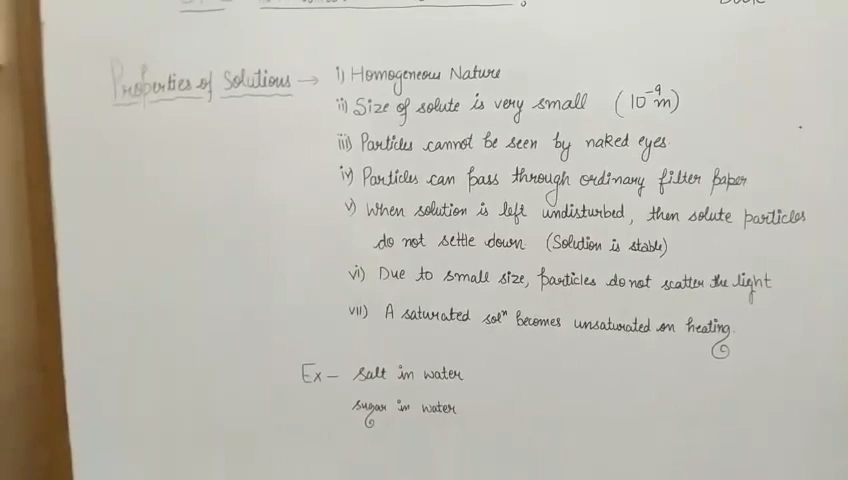 Properties of Solutions → i) Homogeneous Nature
ii) Size of solute is very small (10⁻⁹m)
iii) Particles cannot be seen by naked eyes.
iv) Particles can pass through ordinary filter paper
v) When solution is left undisturbed, then solute particles
do not settle down (Solution is stable)
vi) Due to small size, particles do not scatter the light
vii) A saturated solⁿ becomes unsaturated on heating.
Ex – Salt in water
sugar in water